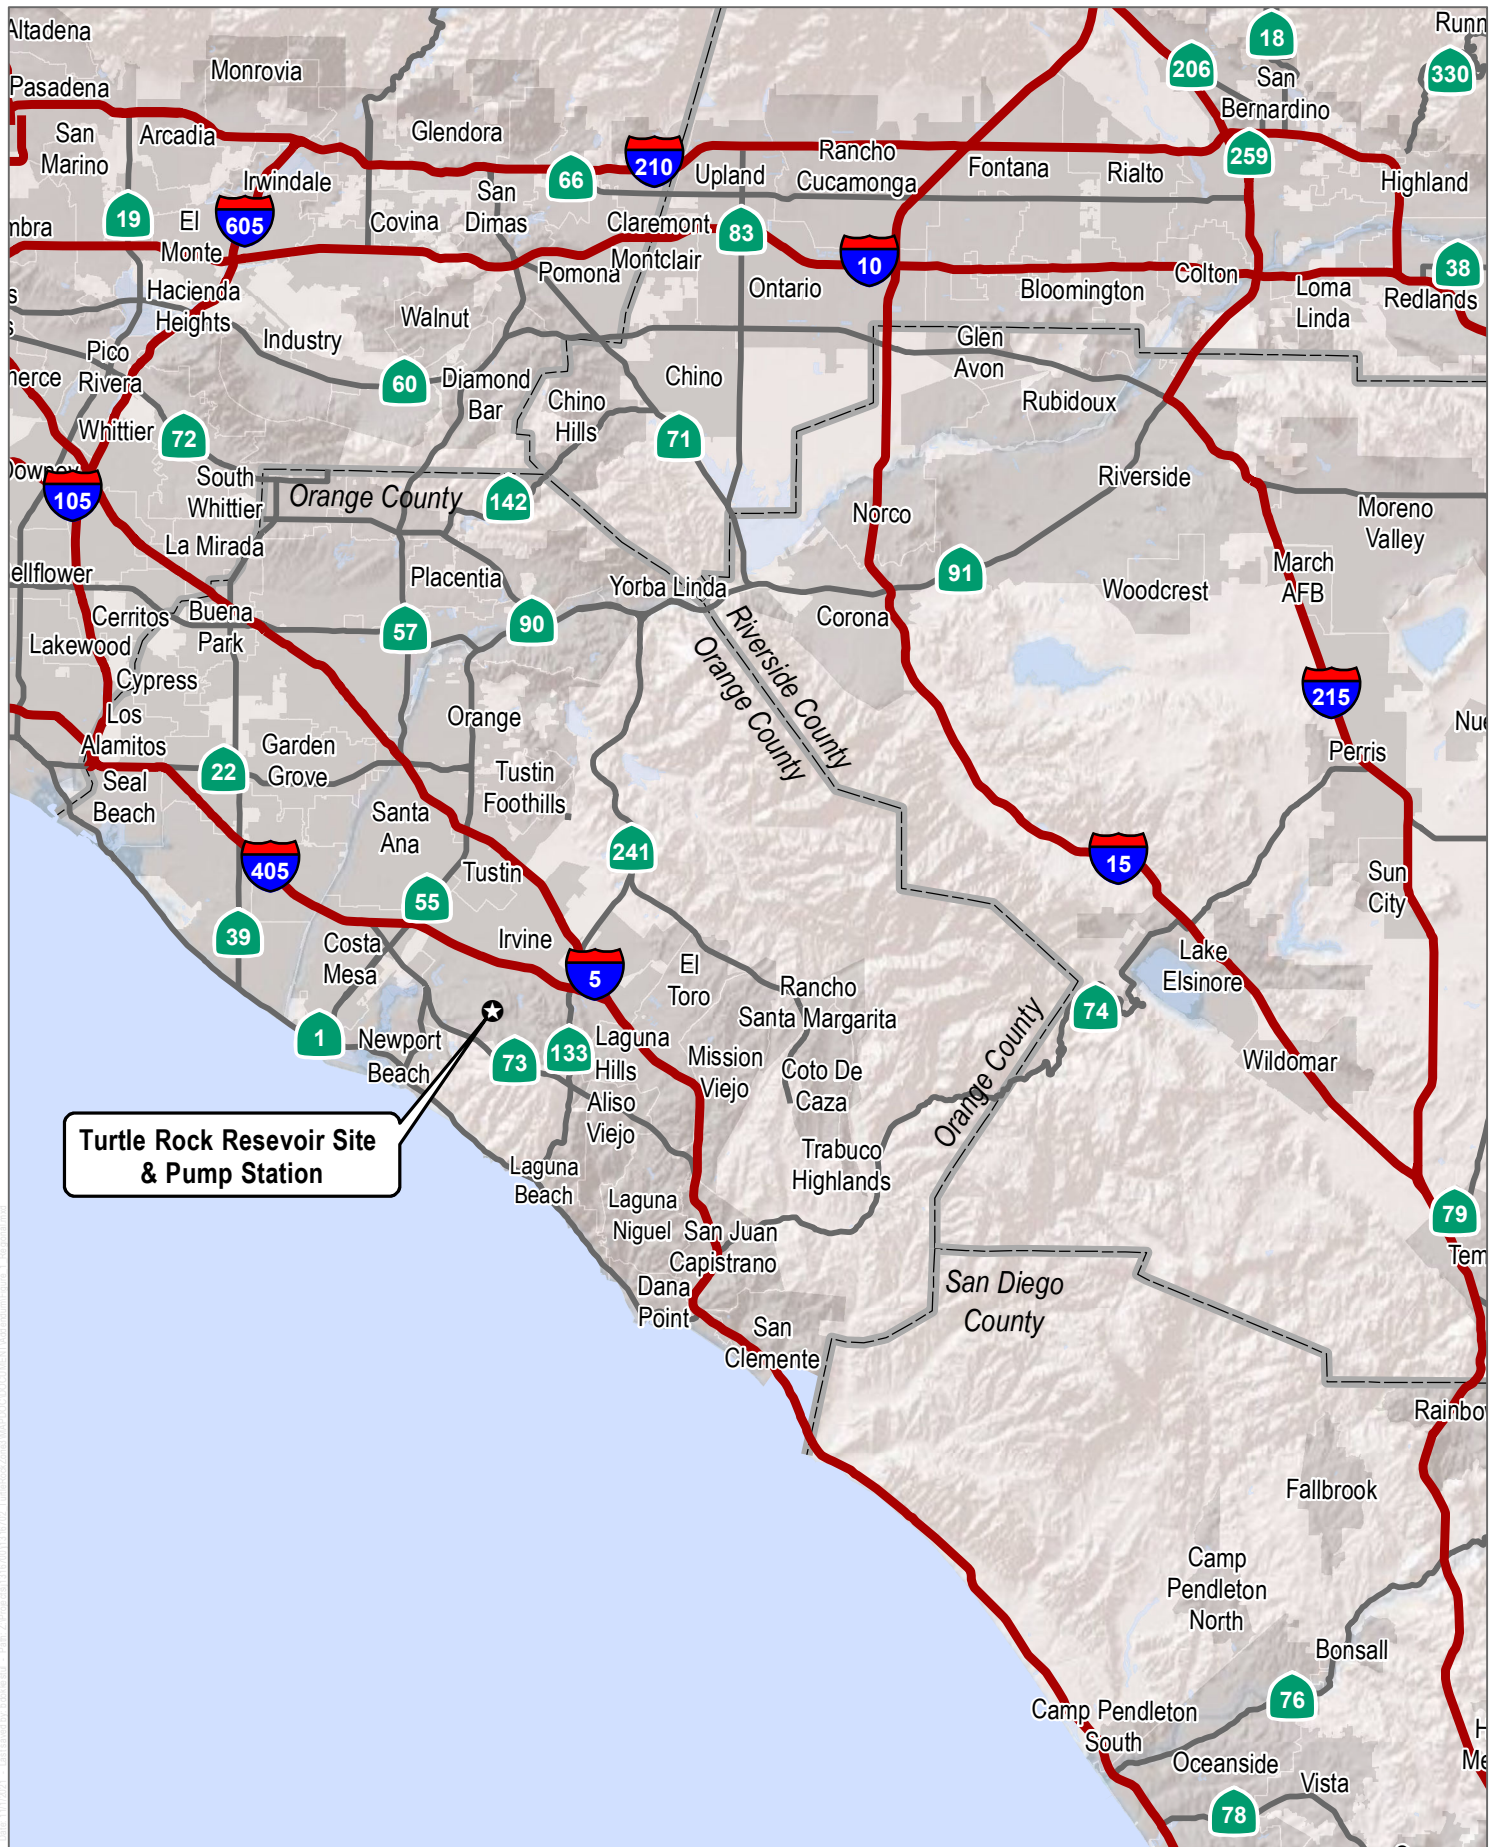 Altadena
Monrovia
Pasadena
San
Marino
Arcadia
Glendora
Irwindale
San
Dimas
66
210
Upland
Rancho
Cucamonga
Fontana
Rialto
206
18
San
Bernardino
330
259
Highland
19
El
Monte
605
Covina
Claremont
Montclair
83
10
Pomona
Ontario
Bloomington
Colton
Loma
Linda
38
Redlands
Hacienda
Heights
Walnut
Industry
Pico
Rivera
60
Diamond
Bar
Chino
Hills
Chino
Glen
Avon
Rubidoux
Whittier
72
71
Downey
105
South
Whittier
Orange County
142
Norco
Riverside
Moreno
Valley
La Mirada
Placentia
Yorba Linda
91
Woodcrest
March
AFB
Cerritos
Buena
Park
57
90
Corona
Lakewood
Cypress
Riverside County
Orange County
215
Los
Alamitos
Orange
Garden
Grove
22
Seal
Beach
Tustin
Foothills
Perris
Santa
Ana
241
405
Tustin
15
Sun
City
55
39
Costa
Mesa
Irvine
5
El
Toro
Lake
Elsinore
Rancho
Santa Margarita
74
1
Newport
Beach
73
133
Laguna
Hills
Mission
Viejo
Coto De
Caza
Orange County
Wildomar
Aliso
Viejo
Turtle Rock Resevoir Site
& Pump Station
Trabuco
Highlands
Laguna
Beach
Laguna
Niguel
San Juan
Capistrano
79
Dana
Point
San Diego
County
San
Clemente
Fallbrook
Camp
Pendleton
North
Bonsall
76
Camp Pendleton
South
Oceanside
Vista
78